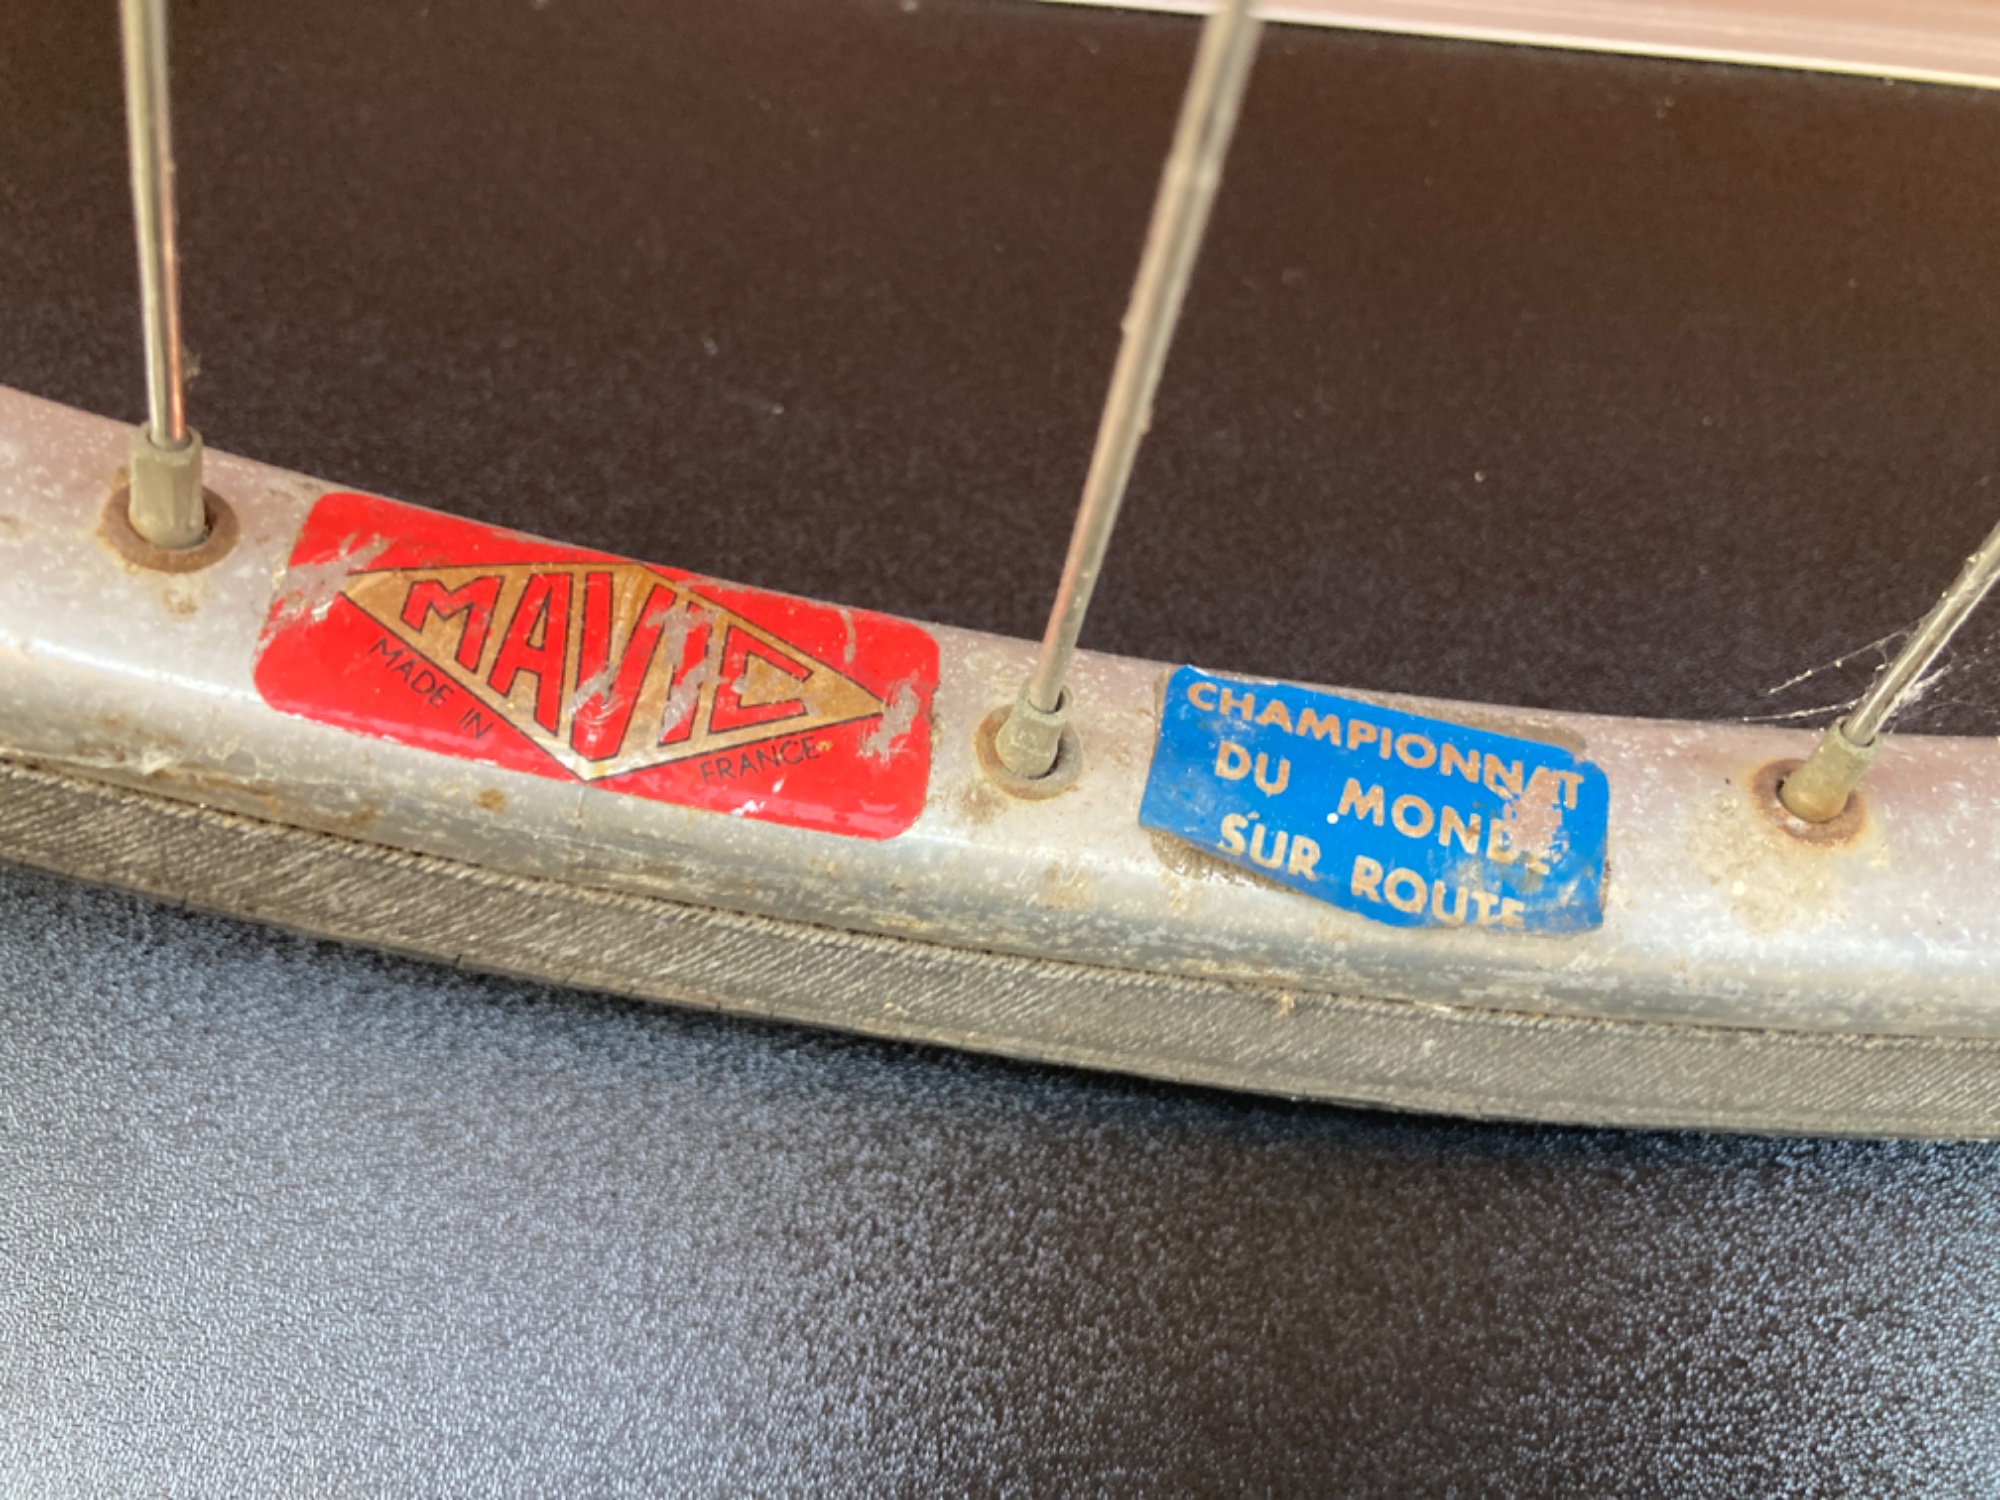 MAVIC
MADE IN FRANCE
CHAMPIONNAT
DU MONDE
SUR ROUTE